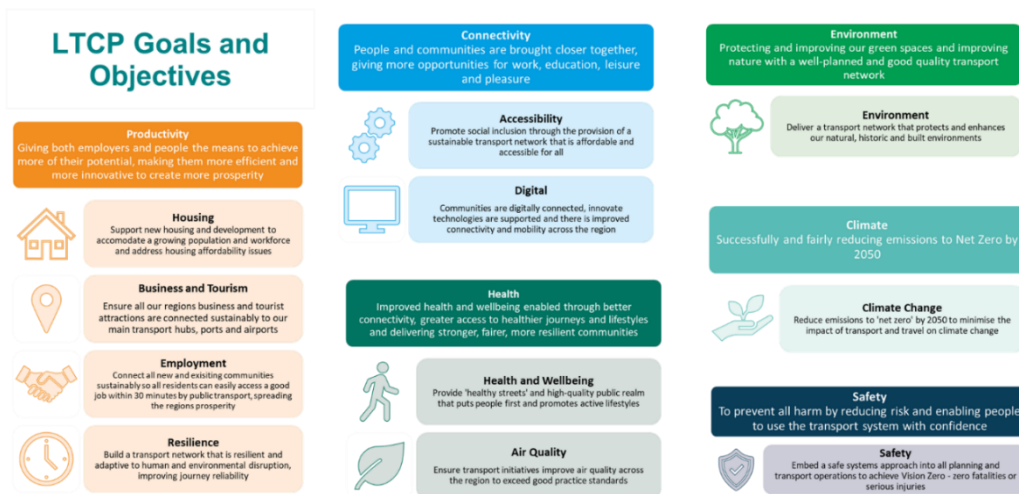 LTCP Goals and
Objectives
Productivity
Giving both employers and people the means to achieve
more of their potential, making them more efficient and
more innovative to create more prosperity
Housing
Support new housing and development to
accomodate a growing population and workforce
and address housing affordability issues
Business and Tourism
Ensure all our regions business and tourist
attractions are connected sustainably to our
main transport hubs, ports and airports
Employment
Connect all new and exisiting communities
sustainably so all residents can easily access a good
job within 30 minutes by public transport, spreading
the regions prosperity
Resilience
Build a transport network that is resilient and
adaptive to human and environmental disruption,
improving journey reliability
Connectivity
People and communities are brought closer together,
giving more opportunities for work, education, leisure
and pleasure
Accessibility
Promote social inclusion through the provision of a
sustainable transport network that is affordable and
accessible for all
Digital
Communities are digitally connected, innovate
technologies are supported and there is improved
connectivity and mobility across the region
Health
Improved health and wellbeing enabled through better
connectivity, greater access to healthier journeys and lifestyles
and delivering stronger, fairer, more resilient communities
Health and Wellbeing
Provide 'healthy streets' and high-quality public realm
that puts people first and promotes active lifestyles
Air Quality
Ensure transport initiatives improve air quality across
the region to exceed good practice standards
Environment
Protecting and improving our green spaces and improving
nature with a well-planned and good quality transport
network
Environment
Deliver a transport network that protects and enhances
our natural, historic and built environments
Climate
Successfully and fairly reducing emissions to Net Zero by
2050
Climate Change
Reduce emissions to 'net zero' by 2050 to minimise the
impact of transport and travel on climate change
Safety
To prevent all harm by reducing risk and enabling people
to use the transport system with confidence
Safety
Embed a safe systems approach into all planning and
transport operations to achieve Vision Zero - zero fatalities or
serious injuries